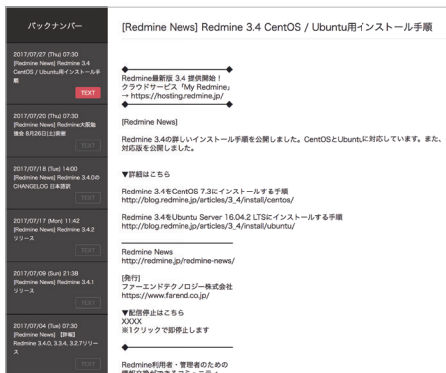 バックナンバー
2017/07/27 (Thu) 07:30
[Redmine News] Redmine 3.4
CentOS / Ubuntu用インストール手
順
TEXT
2017/07/20 (Thu) 07:30
[Redmine News] Redmine大阪勉
強会 8月26日(土)開催
TEXT
2017/07/18 (Tue) 14:00
[Redmine News] Redmine 3.4.0の
CHANGELOG 日本語訳
TEXT
2017/07/17 (Mon) 11:42
[Redmine News] Redmine 3.4.2
リリース
TEXT
2017/07/09 (Sun) 21:38
[Redmine News] Redmine 3.4.1
リリース
TEXT
2017/07/04 (Tue) 07:30
[Redmine News] 【詳報】
Redmine 3.4.0, 3.3.4, 3.2.7リリー
ス
TEXT
[Redmine News] Redmine 3.4 CentOS / Ubuntu用インストール手順
Redmine最新版 3.4 提供開始！
クラウドサービス「My Redmine」
→ https://hosting.redmine.jp/
[Redmine News]
Redmine 3.4の詳しいインストール手順を公開しました。CentOSとUbuntuに対応しています。また、
対応版を公開しました。
▼詳細はこちら
Redmine 3.4をCentOS 7.3にインストールする手順
http://blog.redmine.jp/articles/3_4/install/centos/
Redmine 3.4をUbuntu Server 16.04.2 LTSにインストールする手順
http://blog.redmine.jp/articles/3_4/install/ubuntu/
Redmine News
http://redmine.jp/redmine-news/
[発行]
ファーエンドテクノロジー株式会社
https://www.farend.co.jp/
▼配信停止はこちら
XXXX
※1クリックで即停止します
Redmine利用者・管理者のための
情報交換ができるコミュニティ